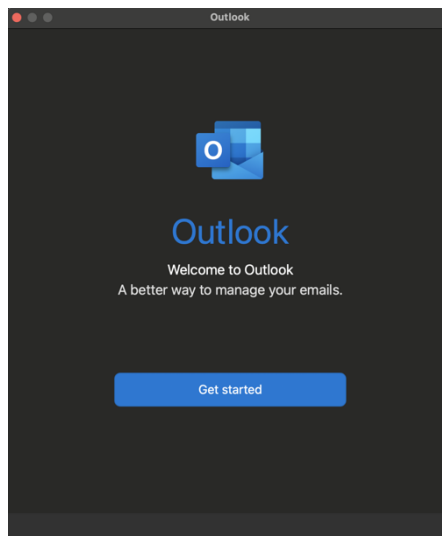 Outlook
O
Outlook
Welcome to Outlook
A better way to manage your emails.
Get started